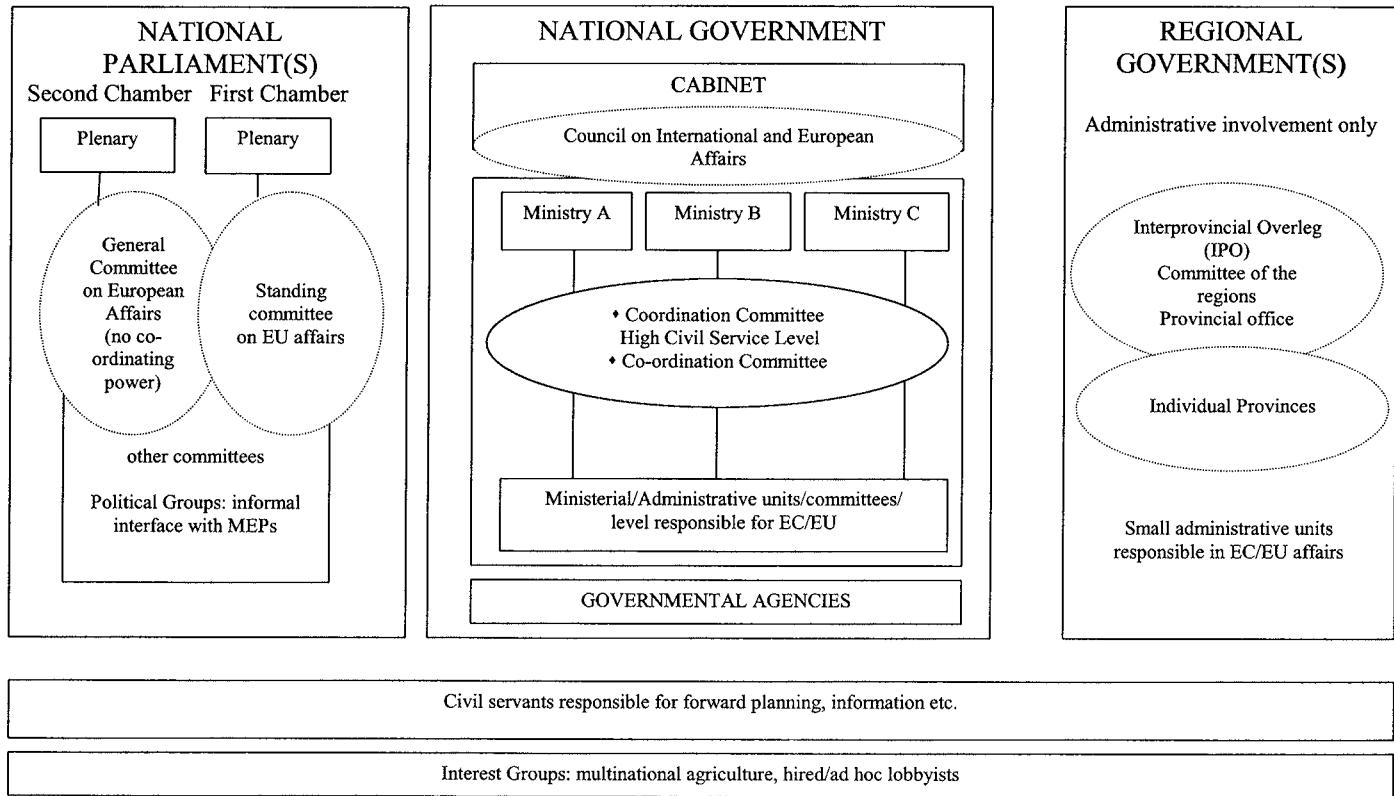 NATIONAL
PARLIAMENT(S)
Second Chamber First Chamber
Plenary
Plenary
General
Committee
on European
Affairs
(no co-
ordinating
power)
Standing
committee
on EU affairs
other committees
Political Groups: informal
interface with MEPs
NATIONAL GOVERNMENT
CABINET
Council on International and European
Affairs
Ministry A
Ministry B
Ministry C
♦ Coordination Committee
High Civil Service Level
♦ Co-ordination Committee
Ministerial/Administrative units/committees/
level responsible for EC/EU
GOVERNMENTAL AGENCIES
REGIONAL
GOVERNMENT(S)
Administrative involvement only
Interprovincial Overleg
(IPO)
Committee of the
regions
Provincial office
Individual Provinces
Small administrative units
responsible in EC/EU affairs
Civil servants responsible for forward planning, information etc.
Interest Groups: multinational agriculture, hired/ad hoc lobbyists